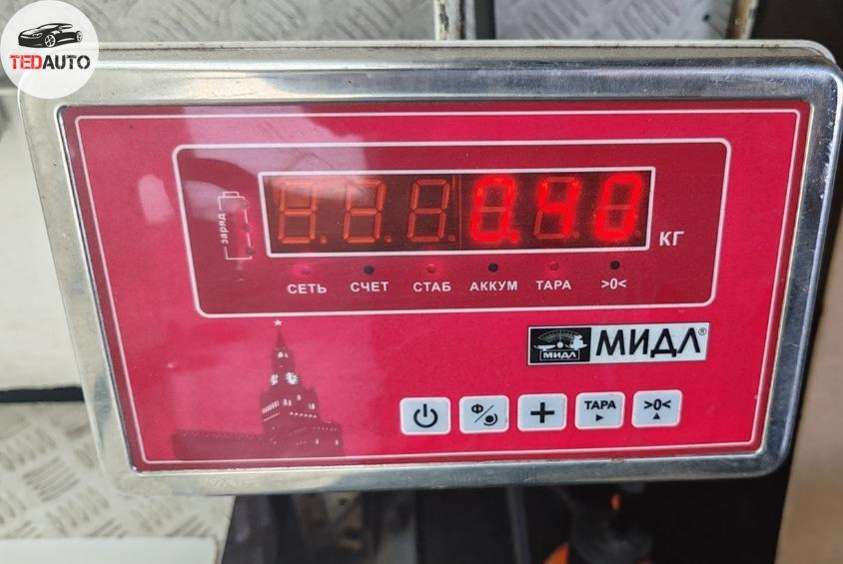 TEDAUTO
заряд
0.40 КГ
СЕТЬ СЧЕТ СТАБ АККУМ ТАРА >0<
МИДЛ МИДЛ®
Ф/ ТАРА >0<